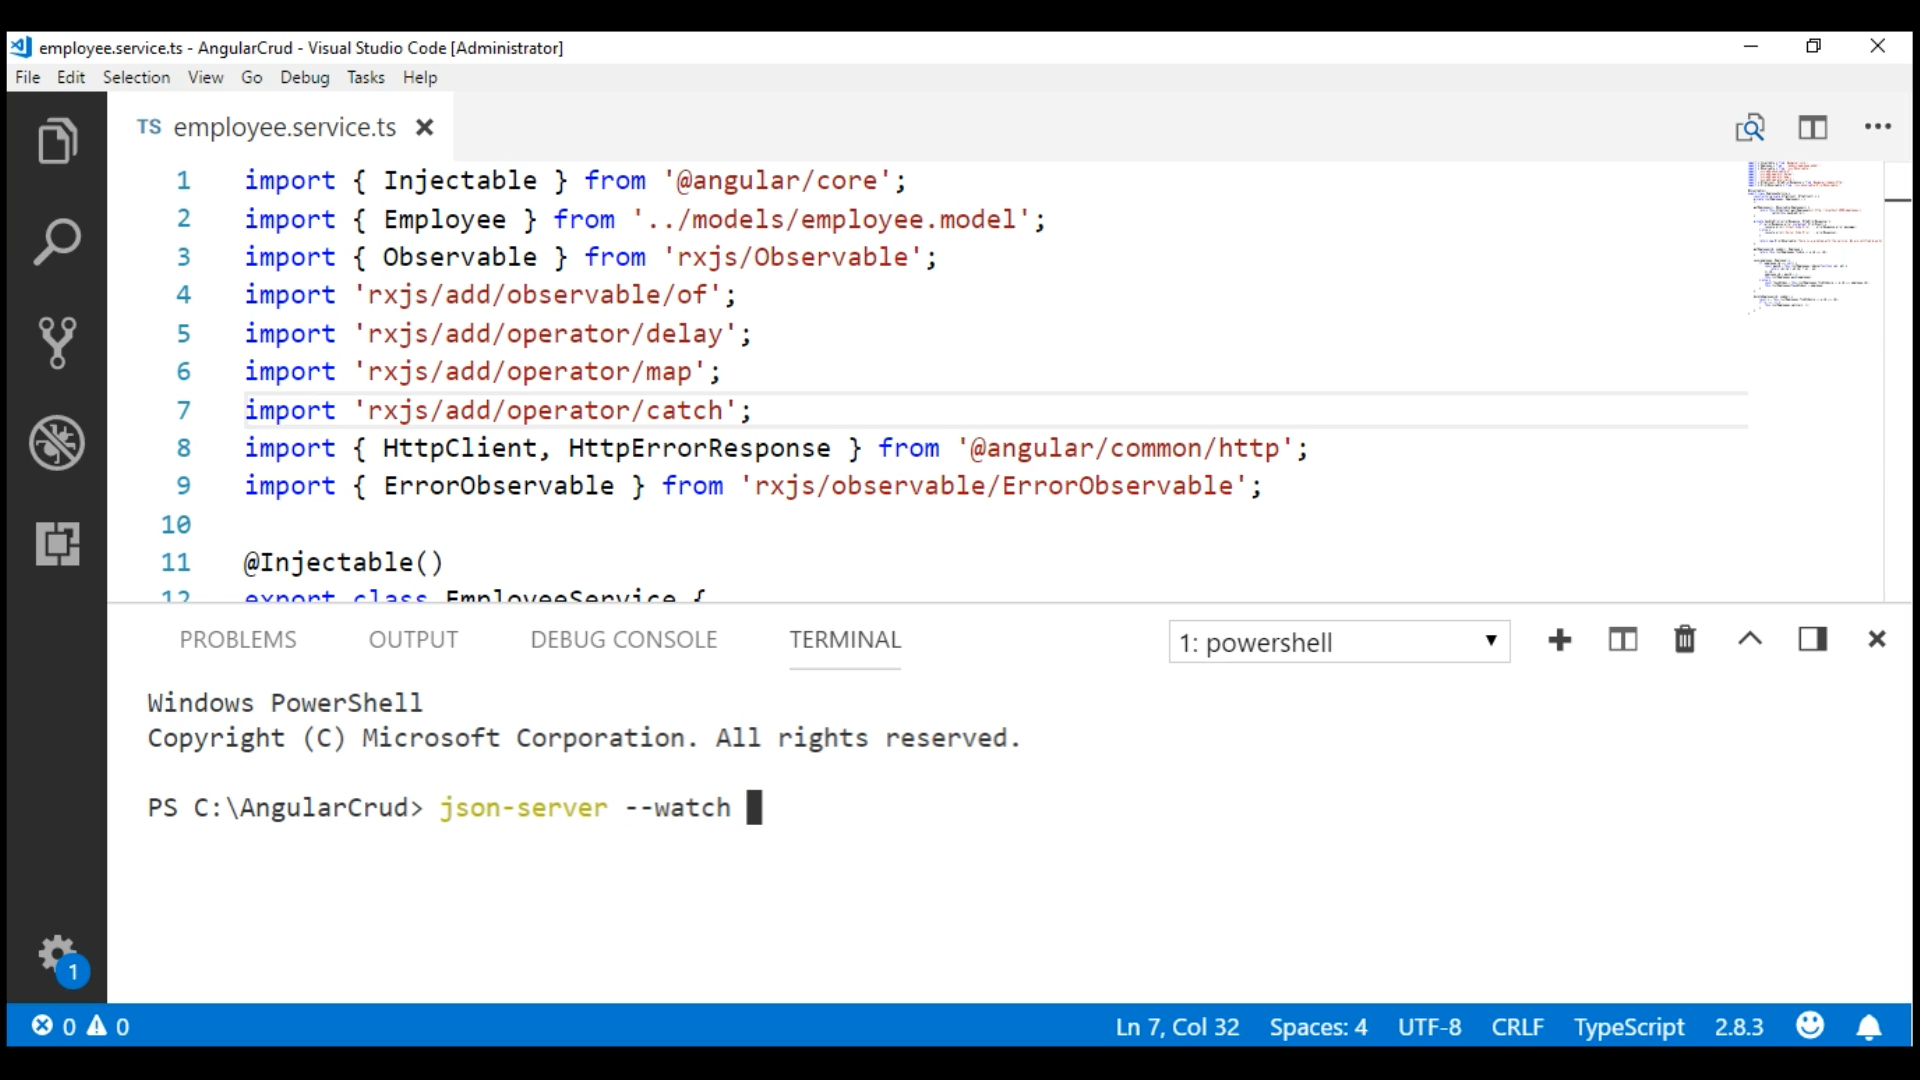 employee.service.ts - AngularCrud - Visual Studio Code [Administrator]
File Edit Selection View Go Debug Tasks Help
TS employee.service.ts
1 import { Injectable } from '@angular/core';
2 import { Employee } from '../models/employee.model';
3 import { Observable } from 'rxjs/Observable';
4 import 'rxjs/add/observable/of';
5 import 'rxjs/add/operator/delay';
6 import 'rxjs/add/operator/map';
7 import 'rxjs/add/operator/catch';
8 import { HttpClient, HttpErrorResponse } from '@angular/common/http';
9 import { ErrorObservable } from 'rxjs/observable/ErrorObservable';
10
11 @Injectable()
12 export class EmployeeService {
PROBLEMS OUTPUT DEBUG CONSOLE TERMINAL 1: powershell
Windows PowerShell
Copyright (C) Microsoft Corporation. All rights reserved.
PS C:\AngularCrud> json-server --watch
1
0 0 Ln 7, Col 32 Spaces: 4 UTF-8 CRLF TypeScript 2.8.3